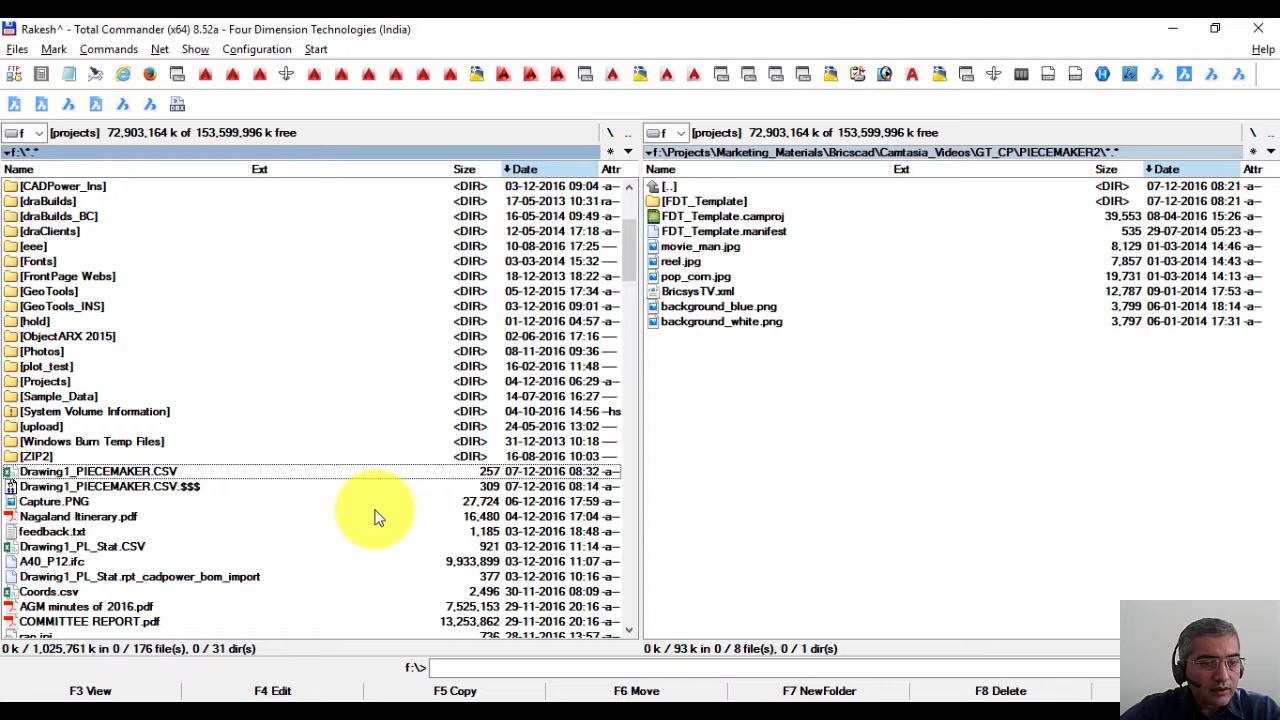 Rakesh^ - Total Commander (x64) 8.52a - Four Dimension Technologies (India)
Files Mark Commands Net Show Configuration Start Help
f [projects] 72,903,164 k of 153,599,996 k free \ .. f [projects] 72,903,164 k of 153,599,996 k free \ ..
f:\*.* * f:\Projects\Marketing_Materials\Bricscad\Camtasia_Videos\GT_CP\PIECEMAKER2\*.* *
Name Ext Size Date Attr Name Ext Size Date Attr
[CADPower_Ins] <DIR> 03-12-2016 09:04 -a-- [..] <DIR> 07-12-2016 08:21 -a--
[draBuilds] <DIR> 17-05-2013 10:31 ra-- [FDT_Template] <DIR> 07-12-2016 08:21 -a--
[draBuilds_BC] <DIR> 16-05-2014 09:49 -a-- FDT_Template.camproj 39,553 08-04-2016 15:26 -a--
[draClients] <DIR> 12-05-2014 17:18 -a-- FDT_Template.manifest 535 29-07-2014 05:23 -a--
[eee] <DIR> 10-08-2016 17:25 ---- movie_man.jpg 8,129 01-03-2014 14:46 -a--
[Fonts] <DIR> 03-03-2014 15:32 ---- reel.jpg 7,857 01-03-2014 14:43 -a--
[FrontPage Webs] <DIR> 18-12-2013 18:22 -a-- pop_corn.jpg 19,731 01-03-2014 14:13 -a--
[GeoTools] <DIR> 05-12-2015 17:34 -a-- BricsysTV.xml 12,787 09-01-2014 17:53 -a--
[GeoTools_INS] <DIR> 03-12-2016 09:01 -a-- background_blue.png 3,799 06-01-2014 18:14 -a--
[hold] <DIR> 01-12-2016 04:57 -a-- background_white.png 3,797 06-01-2014 17:31 -a--
[ObjectARX 2015] <DIR> 02-06-2016 17:16 ----
[Photos] <DIR> 08-11-2016 09:36 ----
[plot_test] <DIR> 16-02-2016 11:48 ----
[Projects] <DIR> 04-12-2016 06:29 -a--
[Sample_Data] <DIR> 14-07-2016 16:27 ----
[System Volume Information] <DIR> 04-10-2016 14:56 --hs
[upload] <DIR> 24-05-2016 13:02 ----
[Windows Burn Temp Files] <DIR> 31-12-2013 10:18 ----
[ZIP2] <DIR> 16-08-2016 10:03 ----
Drawing1_PIECEMAKER.CSV 257 07-12-2016 08:32 -a--
Drawing1_PIECEMAKER.CSV.$$$ 309 07-12-2016 08:14 -a--
Capture.PNG 27,724 06-12-2016 17:59 -a--
Nagaland Itinerary.pdf 16,480 04-12-2016 17:04 -a--
feedback.txt 1,185 03-12-2016 18:48 -a--
Drawing1_PL_Stat.CSV 921 03-12-2016 11:14 -a--
A40_P12.ifc 9,933,899 03-12-2016 11:07 -a--
Drawing1_PL_Stat.rpt_cadpower_bom_import 377 03-12-2016 10:16 -a--
Coords.csv 2,496 30-11-2016 08:09 -a--
AGM minutes of 2016.pdf 7,525,153 29-11-2016 20:16 -a--
COMMITTEE REPORT.pdf 13,253,862 29-11-2016 20:16 -a--
736 28-11-2016 13:57 -a--
0 k / 1,025,761 k in 0 / 176 file(s), 0 / 31 dir(s) 0 k / 93 k in 0 / 8 file(s), 0 / 1 dir(s)
f:\>
F3 View F4 Edit F5 Copy F6 Move F7 NewFolder F8 Delete